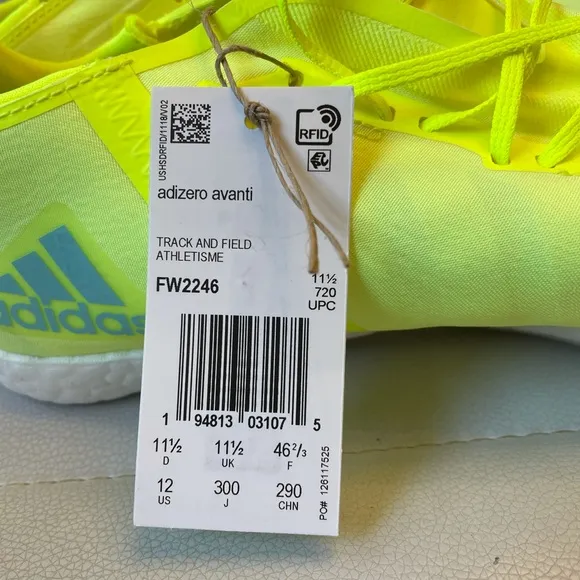 USHSDRFID/1118/V02
RFID
adizero avanti
TRACK AND FIELD
ATHLETISME
FW2246
11½
720
UPC
1 94813 03107 5
11½ 11½ 46⅔
D UK F
12 300 290
US J CHN
PO# 126117525
adidas